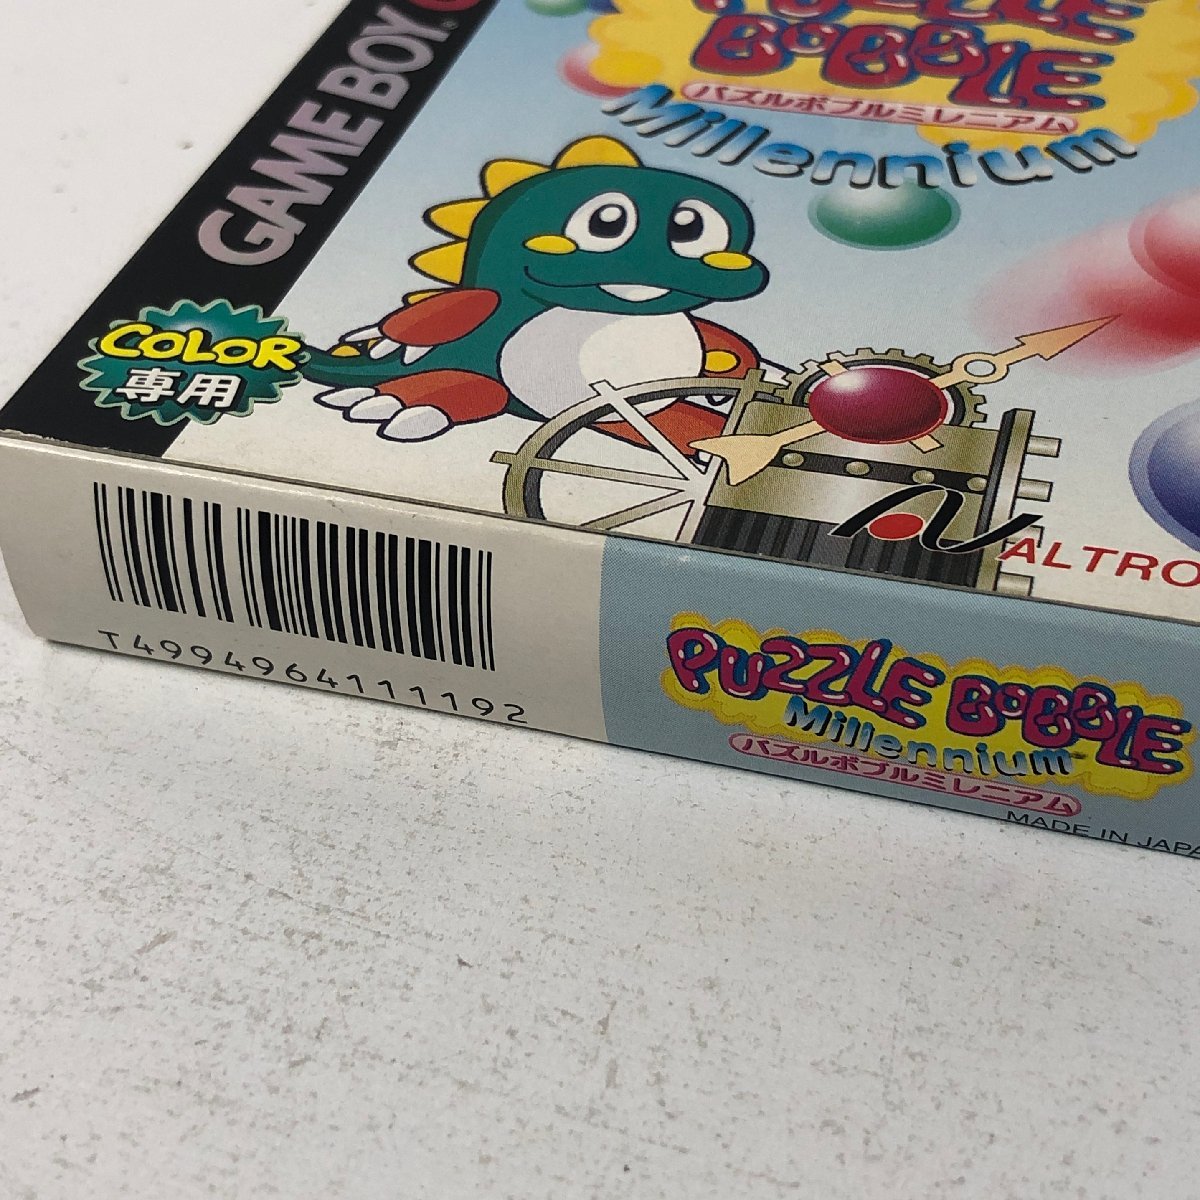 GAME BOY
COLOR
専用
PUZZLE
BOBBLE
パズルボブルミレニアム
Millennium
ALTRO
T4994964111192
PUZZLE BOBBLE
Millennium
パズルボブルミレニアム
MADE IN JAPA